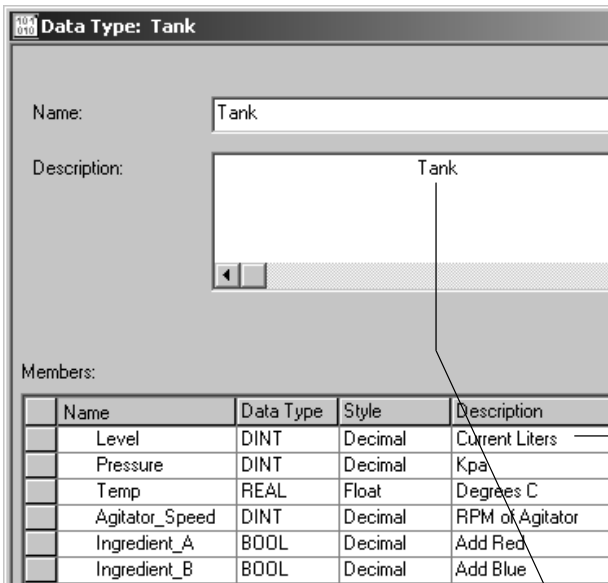 Data Type: Tank
Name: Tank
Description: Tank
Members:
Name Data Type Style Description
Level DINT Decimal Current Liters
Pressure DINT Decimal Kpa
Temp REAL Float Degrees C
Agitator_Speed DINT Decimal RPM of Agitator
Ingredient_A BOOL Decimal Add Red
Ingredient_B BOOL Decimal Add Blue